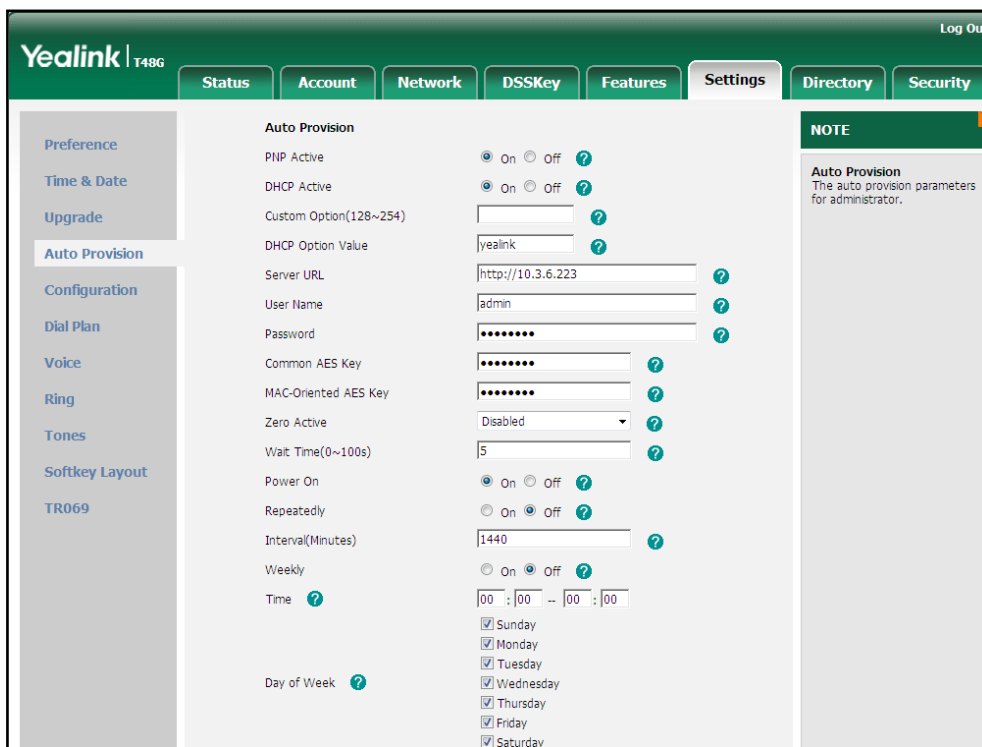 Log Ou
Yealink T48G
Status Account Network DSSKey Features Settings Directory Security
Preference
Time & Date
Upgrade
Auto Provision
Configuration
Dial Plan
Voice
Ring
Tones
Softkey Layout
TR069
Auto Provision
PNP Active On Off ?
DHCP Active On Off ?
Custom Option(128~254) ?
DHCP Option Value yealink ?
Server URL http://10.3.6.223 ?
User Name admin ?
Password •••••••• ?
Common AES Key •••••••• ?
MAC-Oriented AES Key •••••••• ?
Zero Active Disabled ?
Wait Time(0~100s) 5 ?
Power On On Off ?
Repeatedly On Off ?
Interval(Minutes) 1440 ?
Weekly On Off ?
Time ? 00 : 00 -- 00 : 00
Sunday
Monday
Tuesday
Day of Week ? Wednesday
Thursday
Friday
Saturday
NOTE
Auto Provision
The auto provision parameters
for administrator.